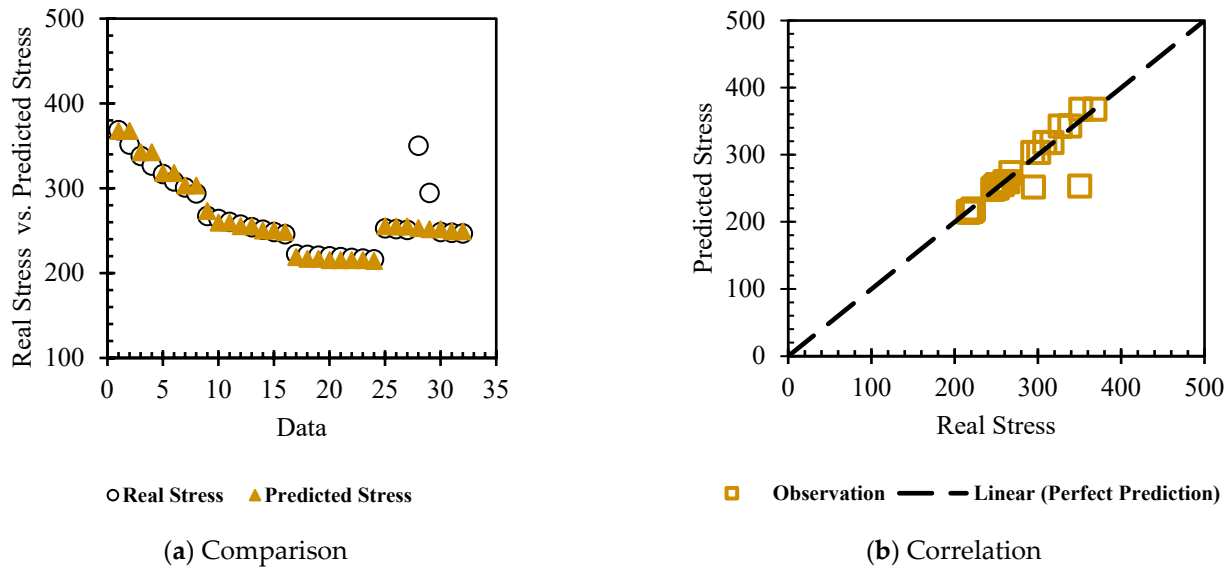 Real Stress vs. Predicted Stress
500
400
300
200
100
0 5 10 15 20 25 30 35
Data
Real Stress Predicted Stress
(a) Comparison
Predicted Stress
500
400
300
200
100
0
0 100 200 300 400 500
Real Stress
Observation Linear (Perfect Prediction)
(b) Correlation